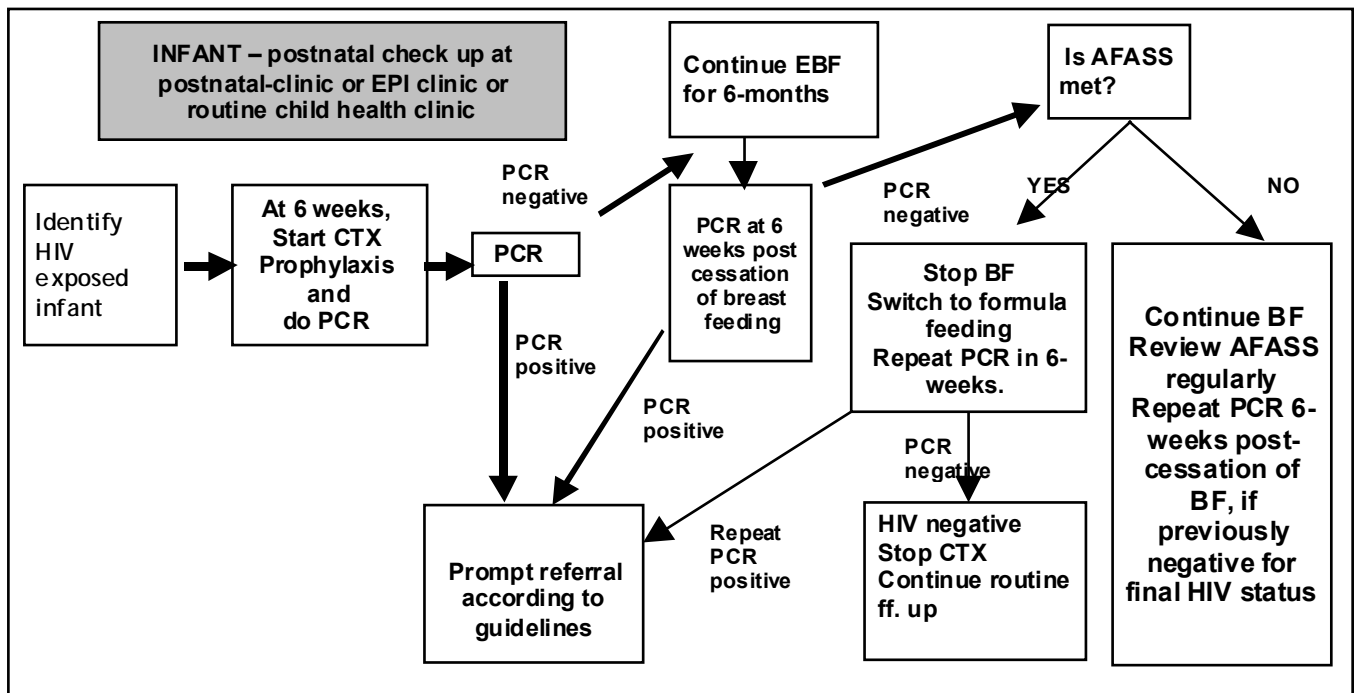 INFANT – postnatal check up at
postnatal-clinic or EPI clinic or
routine child health clinic
Identify
HIV
exposed
infant
At 6 weeks,
Start CTX
Prophylaxis
and
do PCR
PCR
PCR
negative
PCR
positive
Continue EBF
for 6-months
PCR at 6
weeks post
cessation
of breast
feeding
PCR
positive
PCR
negative
Is AFASS
met?
YES
NO
Stop BF
Switch to formula
feeding
Repeat PCR in 6-
weeks.
Continue BF
Review AFASS
regularly
Repeat PCR 6-
weeks post-
cessation of
BF, if
previously
negative for
final HIV status
PCR
negative
Repeat
PCR
positive
Prompt referral
according to
guidelines
HIV negative
Stop CTX
Continue routine
ff. up